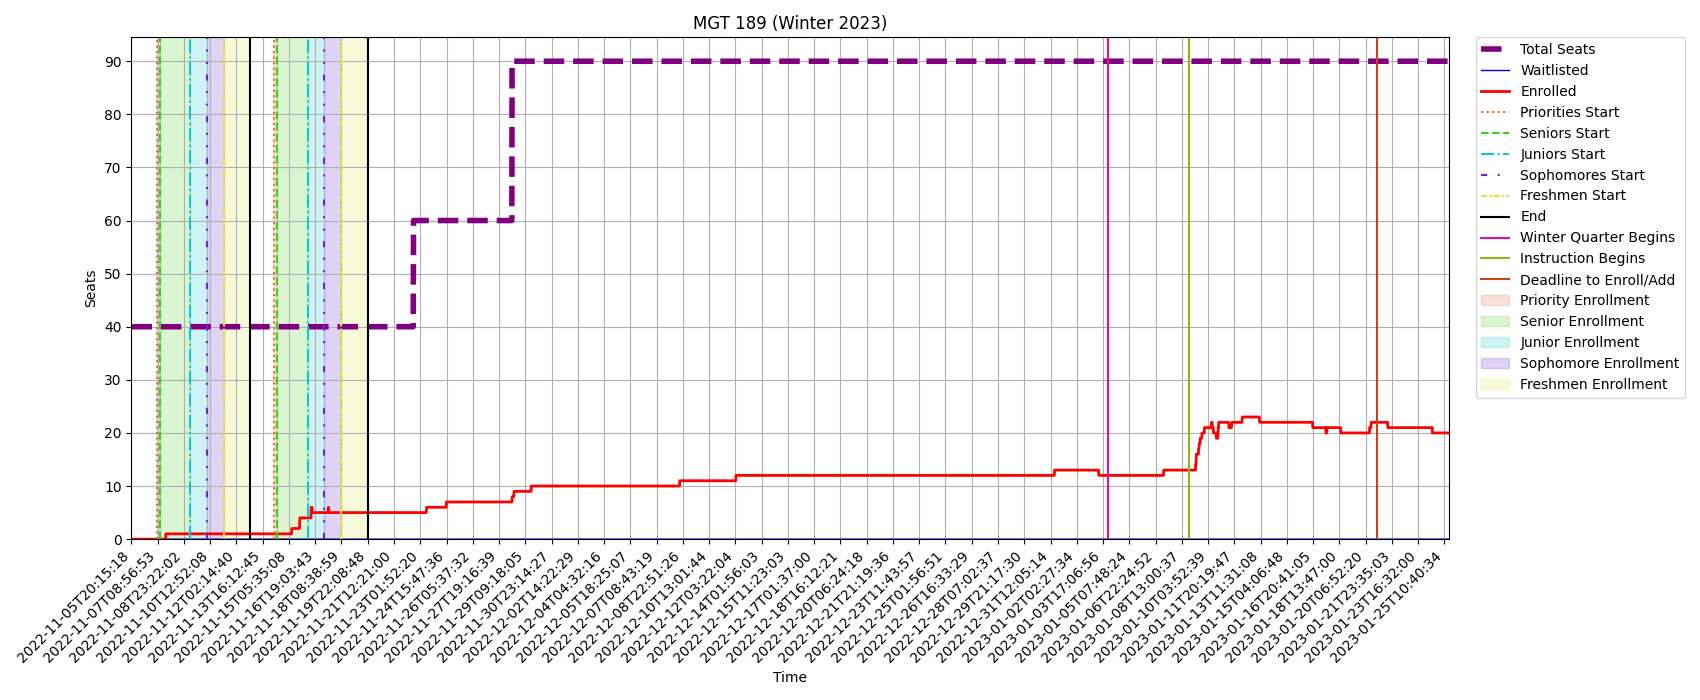 MGT 189 (Winter 2023)
Seats
90
80
70
60
50
40
30
20
10
0
2022-11-05T20:15:18
2022-11-07T08:56:53
2022-11-08T23:22:02
2022-11-10T12:52:08
2022-11-12T02:14:40
2022-11-13T16:12:45
2022-11-15T05:35:08
2022-11-16T19:03:43
2022-11-18T08:38:59
2022-11-19T22:08:48
2022-11-21T12:21:00
2022-11-23T01:52:20
2022-11-24T15:47:36
2022-11-26T05:37:32
2022-11-27T19:16:39
2022-11-29T09:18:05
2022-11-30T23:14:27
2022-12-02T14:22:29
2022-12-04T04:32:16
2022-12-05T18:25:07
2022-12-07T08:43:19
2022-12-08T22:51:26
2022-12-10T13:01:44
2022-12-12T03:22:04
2022-12-14T01:56:03
2022-12-15T11:23:03
2022-12-17T01:37:00
2022-12-18T16:12:21
2022-12-20T06:24:18
2022-12-21T21:19:36
2022-12-23T11:43:57
2022-12-25T01:56:51
2022-12-26T16:33:29
2022-12-28T07:02:37
2022-12-29T21:17:30
2022-12-31T12:05:14
2023-01-02T02:27:34
2023-01-03T17:06:56
2023-01-05T07:48:24
2023-01-06T22:24:52
2023-01-08T13:00:37
2023-01-10T03:52:39
2023-01-11T20:19:47
2023-01-13T11:31:08
2023-01-15T04:06:48
2023-01-16T20:41:05
2023-01-18T13:47:00
2023-01-20T06:52:20
2023-01-21T23:35:03
2023-01-23T16:32:00
2023-01-25T10:40:34
Time
Total Seats
Waitlisted
Enrolled
Priorities Start
Seniors Start
Juniors Start
Sophomores Start
Freshmen Start
End
Winter Quarter Begins
Instruction Begins
Deadline to Enroll/Add
Priority Enrollment
Senior Enrollment
Junior Enrollment
Sophomore Enrollment
Freshmen Enrollment